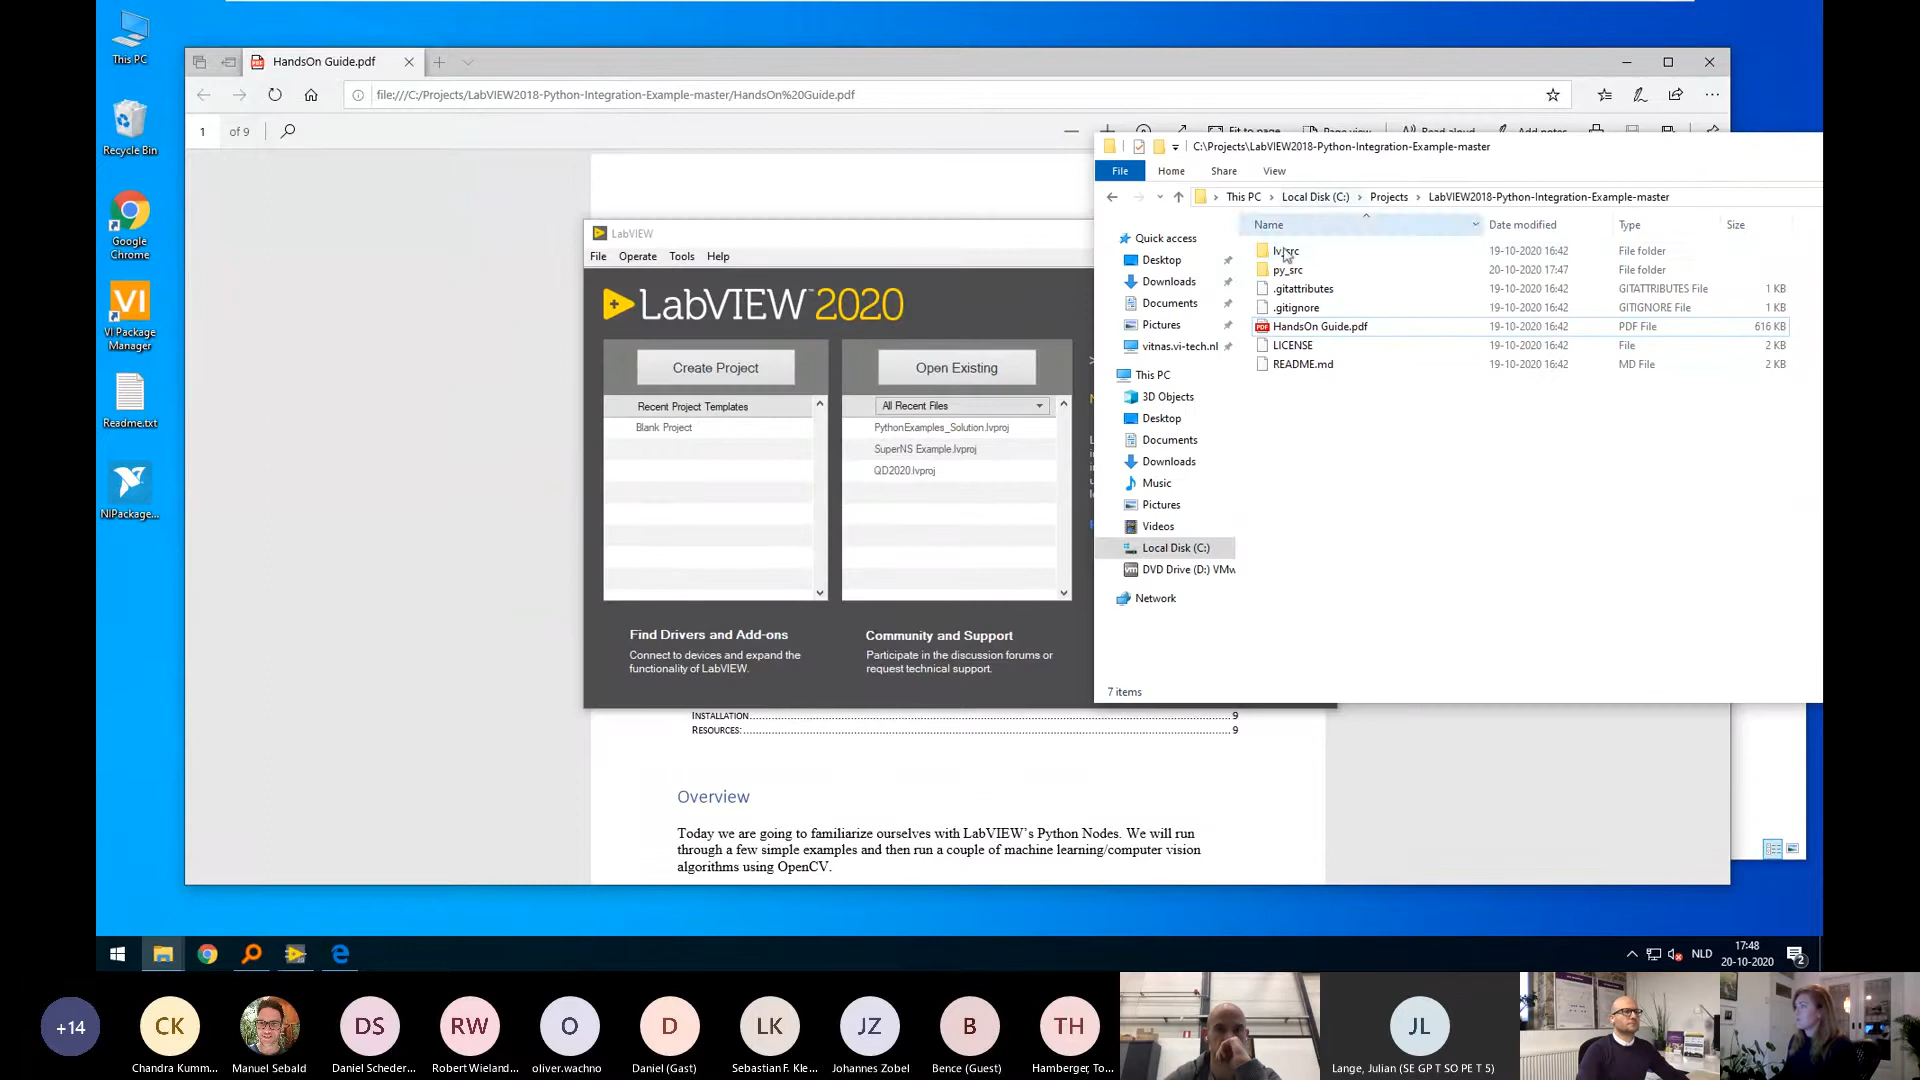 This PC
Recycle Bin
Google
Chrome
VI Package
Manager
Readme.txt
NIPackage...
HandsOn Guide.pdf
file:///C:/Projects/LabVIEW2018-Python-Integration-Example-master/HandsOn%20Guide.pdf
1 of 9
Fit to page
Page view
Read aloud
Add notes
LabVIEW
File Operate Tools Help
LabVIEW 2020
Create Project
Recent Project Templates
Blank Project
Open Existing
All Recent Files
PythonExamples_Solution.lvproj
SuperNS Example.lvproj
QD2020.lvproj
Find Drivers and Add-ons
Connect to devices and expand the
functionality of LabVIEW.
Community and Support
Participate in the discussion forums or
request technical support.
C:\Projects\LabVIEW2018-Python-Integration-Example-master
File Home Share View
This PC > Local Disk (C:) > Projects > LabVIEW2018-Python-Integration-Example-master
Quick access
Desktop
Downloads
Documents
Pictures
vitnas.vi-tech.nl
This PC
3D Objects
Desktop
Documents
Downloads
Music
Pictures
Videos
Local Disk (C:)
DVD Drive (D:) VMw
Network
Name Date modified Type Size
lv_src 19-10-2020 16:42 File folder
py_src 20-10-2020 17:47 File folder
.gitattributes 19-10-2020 16:42 GITATTRIBUTES File 1 KB
.gitignore 19-10-2020 16:42 GITIGNORE File 1 KB
HandsOn Guide.pdf 19-10-2020 16:42 PDF File 616 KB
LICENSE 19-10-2020 16:42 File 2 KB
README.md 19-10-2020 16:42 MD File 2 KB
7 items
INSTALLATION 9
RESOURCES: 9
Overview
Today we are going to familiarize ourselves with LabVIEW's Python Nodes. We will run
through a few simple examples and then run a couple of machine learning/computer vision
algorithms using OpenCV.
NLD
17:48
20-10-2020
2
+14
CK
Chandra Kumm...
Manuel Sebald
DS
Daniel Scheder...
RW
Robert Wieland...
O
oliver.wachno
D
Daniel (Gast)
LK
Sebastian F. Kle...
JZ
Johannes Zobel
B
Bence (Guest)
TH
Hamberger, To...
JL
Lange, Julian (SE GP T SO PE T 5)